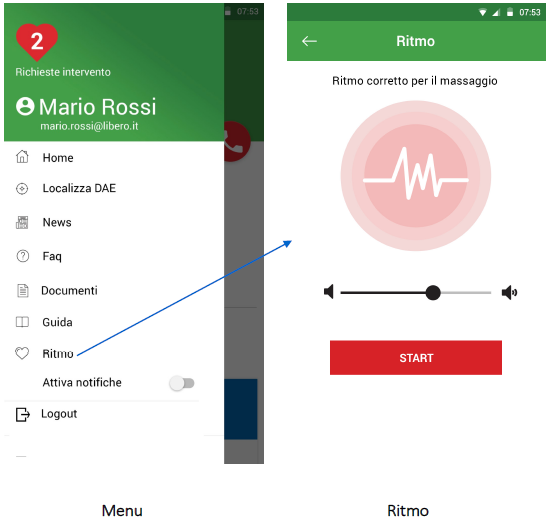 2
Richieste intervento
Mario Rossi
mario.rossi@libero.it
Home
Localizza DAE
News
Faq
Documenti
Guida
Ritmo
Attiva notifiche
Logout
07:53
Menu
07:53
Ritmo
Ritmo corretto per il massaggio
START
Ritmo